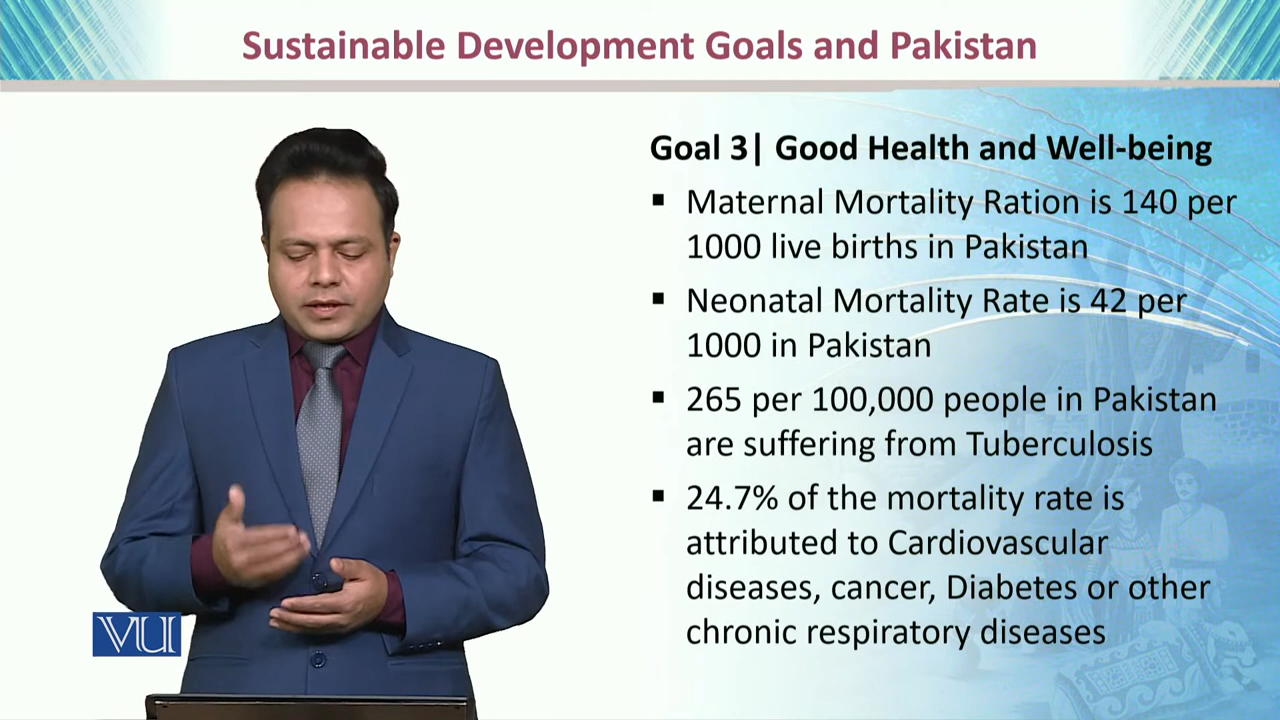 Sustainable Development Goals and Pakistan
Goal 3| Good Health and Well-being
▪ Maternal Mortality Ration is 140 per
1000 live births in Pakistan
▪ Neonatal Mortality Rate is 42 per
1000 in Pakistan
▪ 265 per 100,000 people in Pakistan
are suffering from Tuberculosis
▪ 24.7% of the mortality rate is
attributed to Cardiovascular
diseases, cancer, Diabetes or other
chronic respiratory diseases
VU